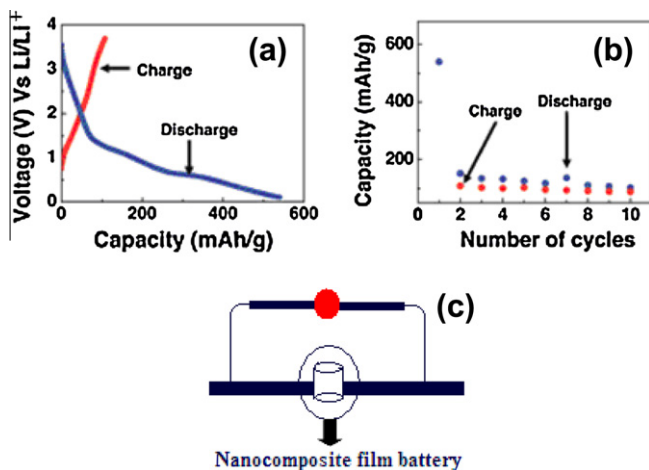 (a)
Voltage (V) Vs Li/Li+
4
3
2
1
0
Charge
Discharge
0
200
400
600
Capacity (mAh/g)
(b)
Capacity (mAh/g)
600
400
200
Charge
Discharge
0
2
4
6
8
10
Number of cycles
(c)
Nanocomposite film battery